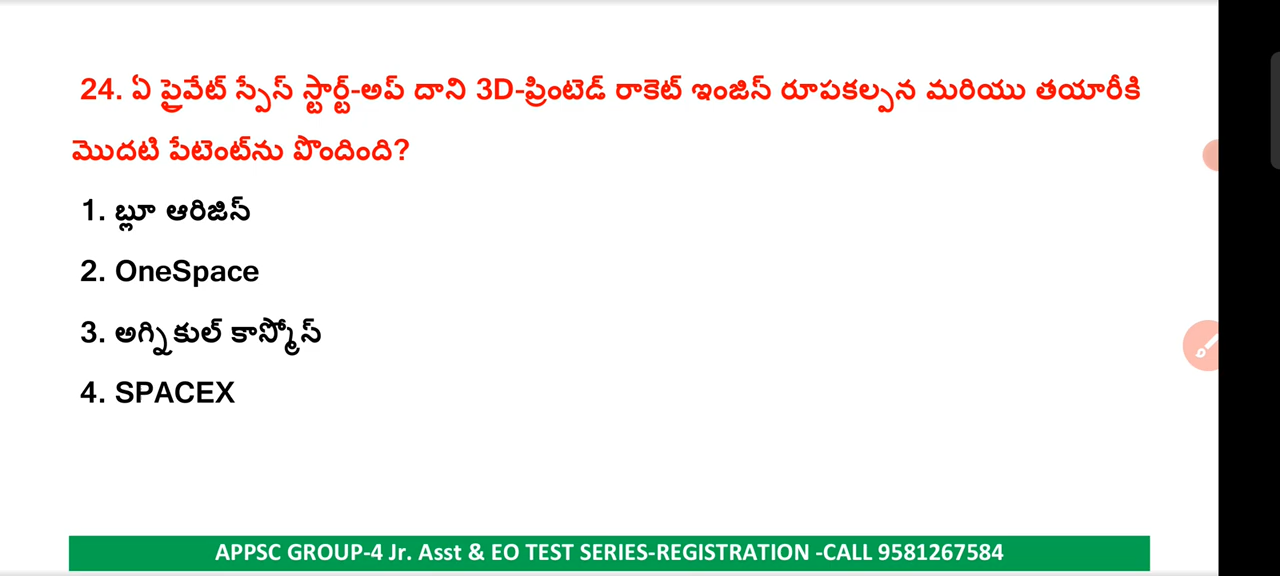 24. ఏ ప్రైవేట్ స్పేస్ స్టార్ట్-అప్ దాని 3D-ప్రింటెడ్ రాకెట్ ఇంజిన్ రూపకల్పన మరియు తయారీకి
మొదటి పేటెంట్‌ను పొందింది?
1. బ్లూ ఆరిజిన్
2. OneSpace
3. అగ్నికుల్ కాస్మోస్
4. SPACEX
APPSC GROUP-4 Jr. Asst & EO TEST SERIES-REGISTRATION -CALL 9581267584